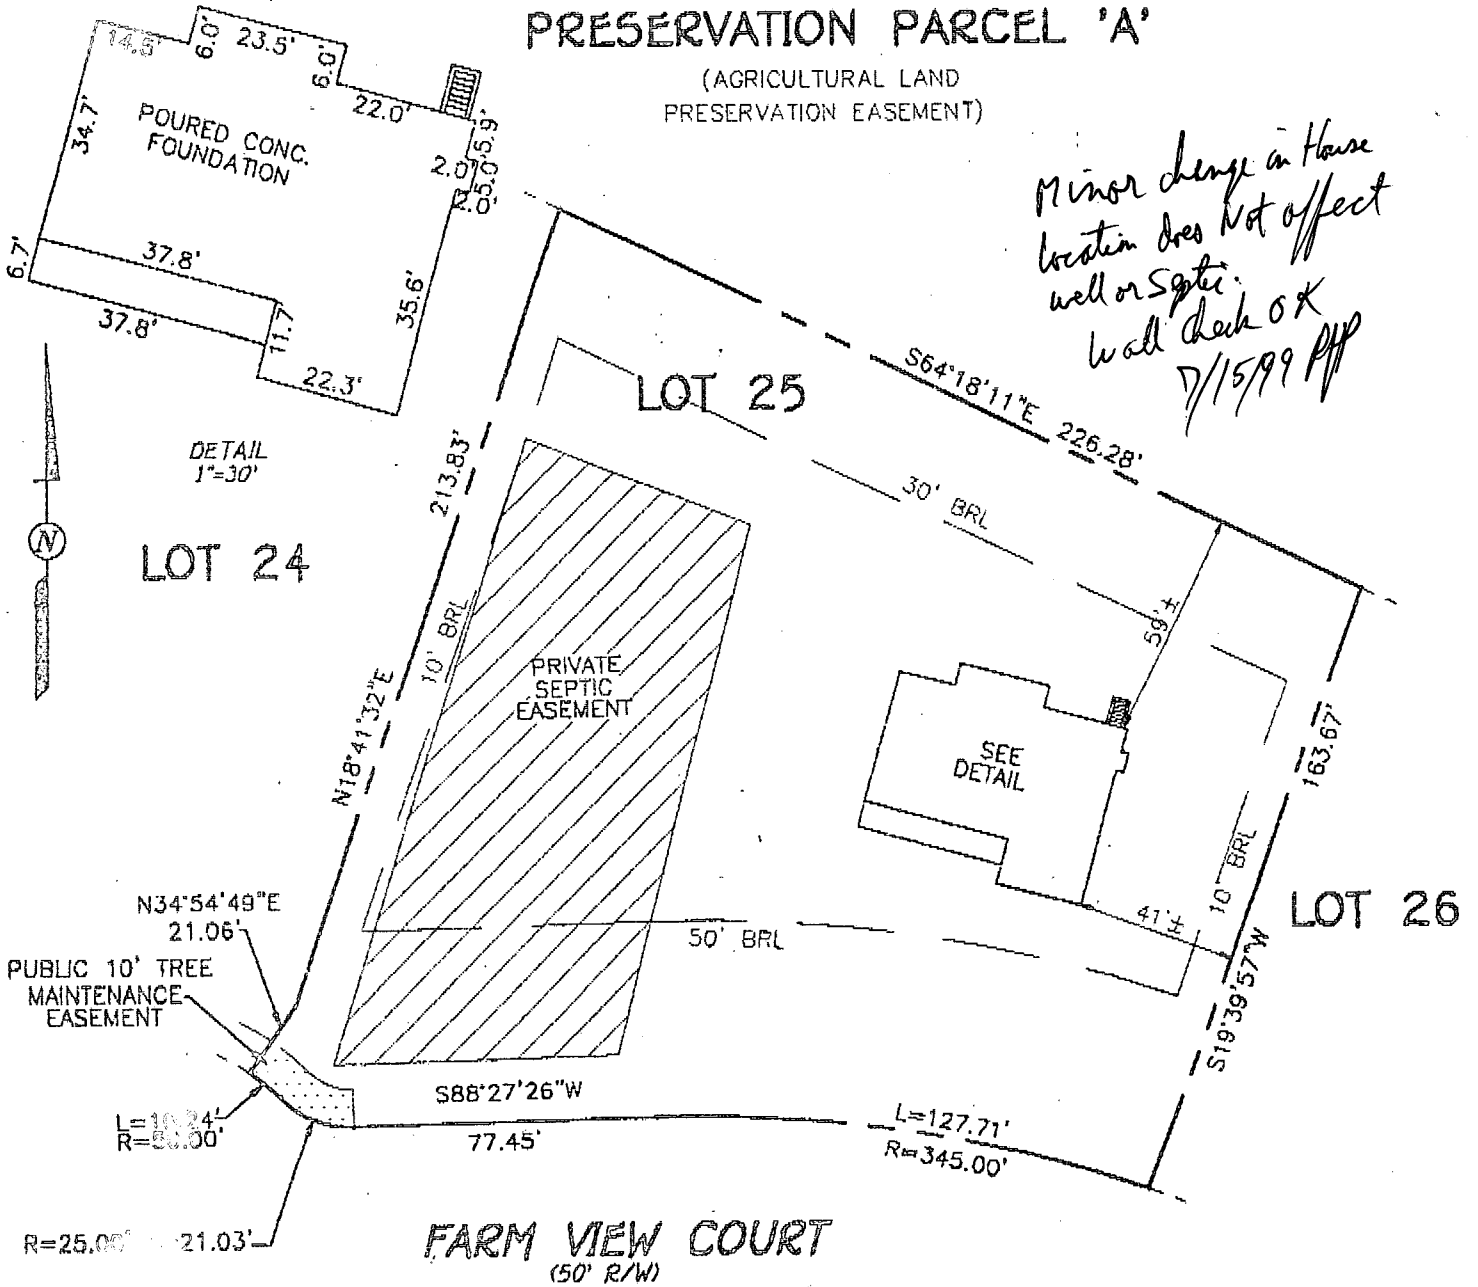 PRESERVATION PARCEL 'A'
(AGRICULTURAL LAND
PRESERVATION EASEMENT)
14.5'
6.0'
23.5'
6.0'
22.0'
5.9'
2.0'
5.0'
2.0'
34.7'
POURED CONC.
FOUNDATION
6.7'
37.8'
37.8'
11.7
35.6'
22.3'
DETAIL
1"=30'
Minor change in House
location does Not affect
well or Septic.
Wall check OK
7/15/99
N
LOT 24
LOT 25
S64°18'11"E 226.28'
30' BRL
213.83'
N18°41'32"E
10' BRL
PRIVATE
SEPTIC
EASEMENT
59'±
SEE
DETAIL
163.67'
10' BRL
41'±
LOT 26
S19°39'57"W
50' BRL
N34°54'49"E
21.06'
PUBLIC 10' TREE
MAINTENANCE
EASEMENT
S88°27'26"W
77.45'
L=127.71'
R=345.00'
R=25.00' 21.03'
FARM VIEW COURT
(50' R/W)